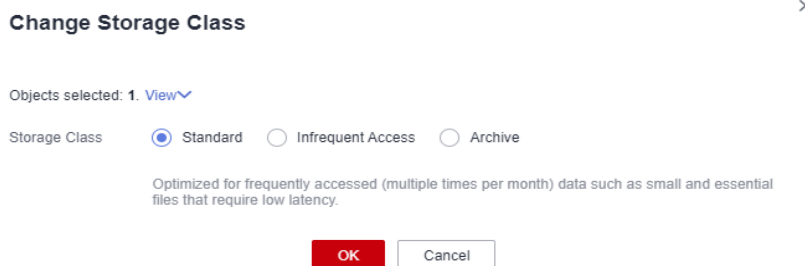 Change Storage Class
Objects selected: 1. View
Storage Class Standard Infrequent Access Archive
Optimized for frequently accessed (multiple times per month) data such as small and essential
files that require low latency.
OK Cancel